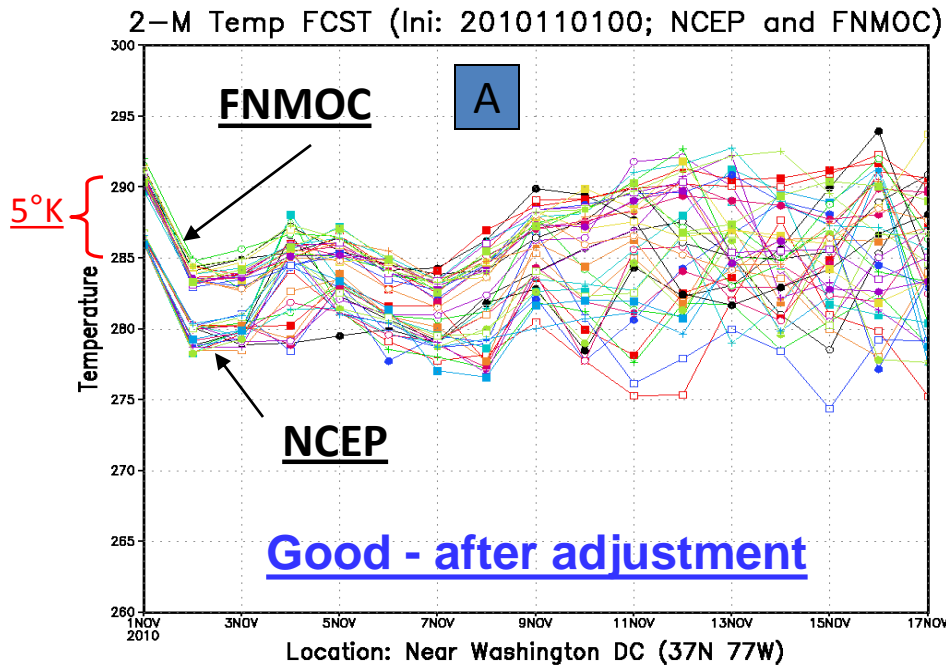 2-M Temp FCST (Ini: 2010110100; NCEP and FNMOC)
300
295
290
285
280
275
270
265
260
Temperature
5°K
FNMOC
A
NCEP
Good - after adjustment
1NOV 3NOV 5NOV 7NOV 9NOV 11NOV 13NOV 15NOV 17NOV
2010
Location: Near Washington DC (37N 77W)